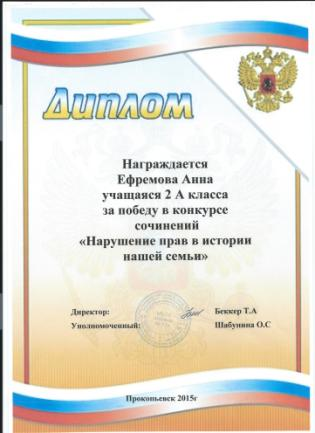 Диплом
Награждается
Ефремова Анна
учащаяся 2 А класса
за победу в конкурсе
сочинений
«Нарушение прав в истории
нашей семьи»
Директор: Беккер Т.А
Уполномоченный: Шабунина О.С
Прокопьевск 2015г